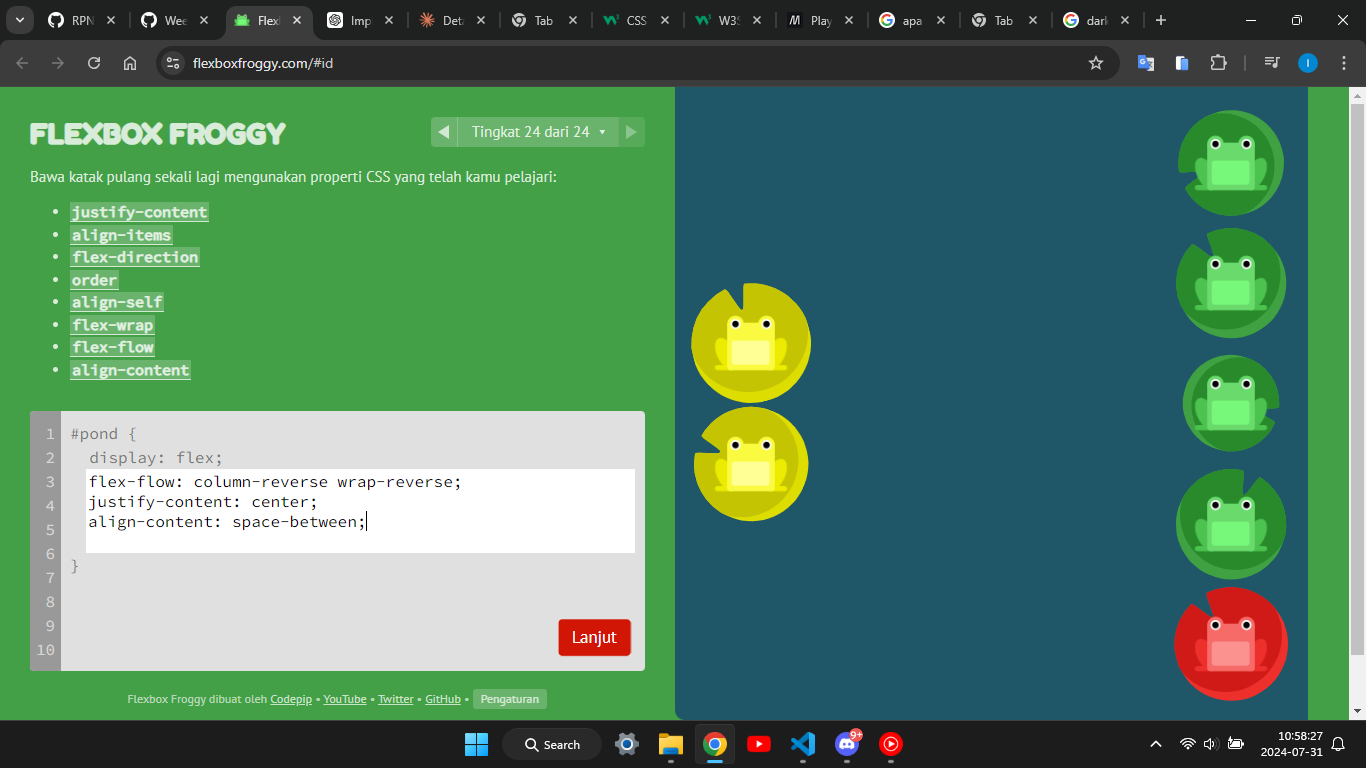 RPN
Wee
Flex
Imp
Deta
Tab
CSS
W3S
Play
apa
Tab
dark
flexboxfroggy.com/#id
FLEXBOX FROGGY
Tingkat 24 dari 24
Bawa katak pulang sekali lagi mengunakan properti CSS yang telah kamu pelajari:
justify-content
align-items
flex-direction
order
align-self
flex-wrap
flex-flow
align-content
1 #pond {
2 display: flex;
3 flex-flow: column-reverse wrap-reverse;
4 justify-content: center;
5 align-content: space-between;
6 }
7
8
9
10
Lanjut
Flexbox Froggy dibuat oleh Codepip • YouTube • Twitter • GitHub • Pengaturan
Search
9+
10:58:27
2024-07-31